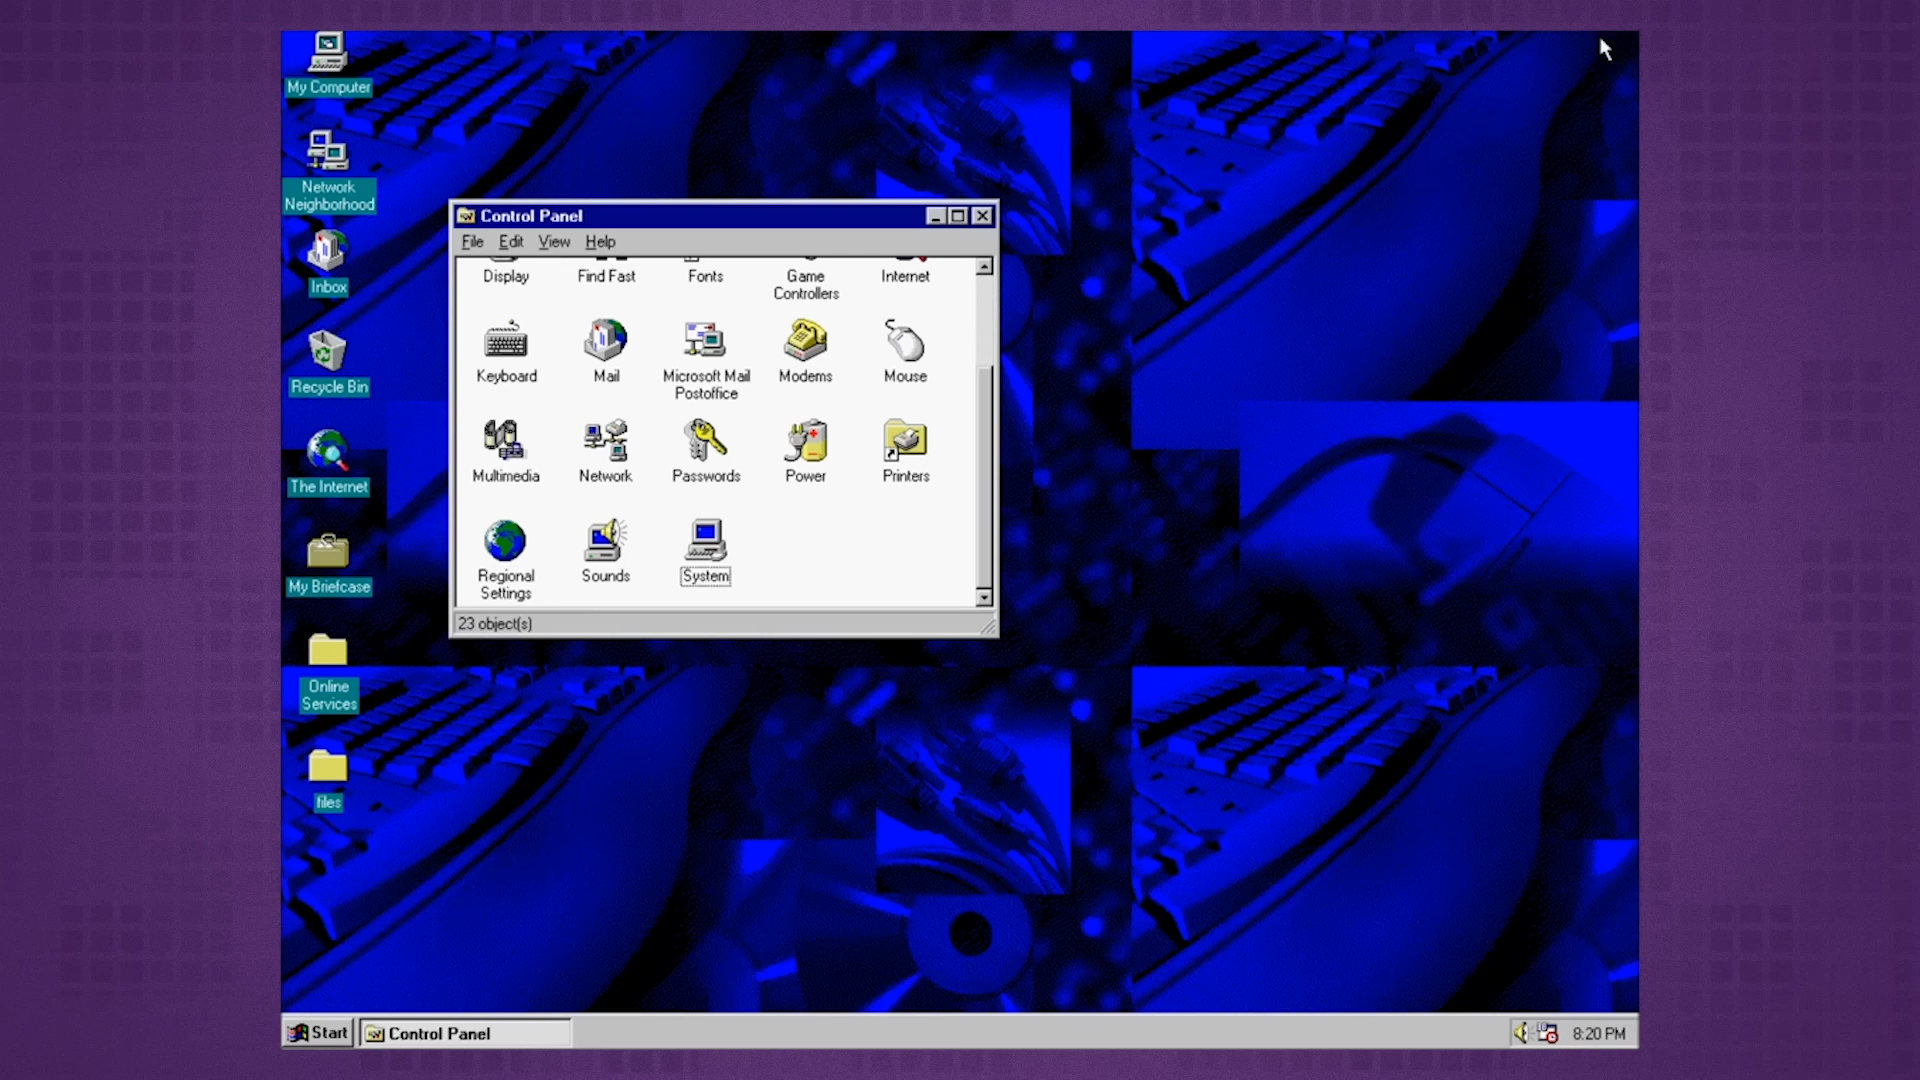 My Computer
Network
Neighborhood
Inbox
Recycle Bin
The Internet
My Briefcase
Online
Services
files
Control Panel
File Edit View Help
Display Find Fast Fonts Game Controllers Internet
Keyboard Mail Microsoft Mail Postoffice Modems Mouse
Multimedia Network Passwords Power Printers
Regional Settings Sounds System
23 object(s)
Start Control Panel 8:20 PM